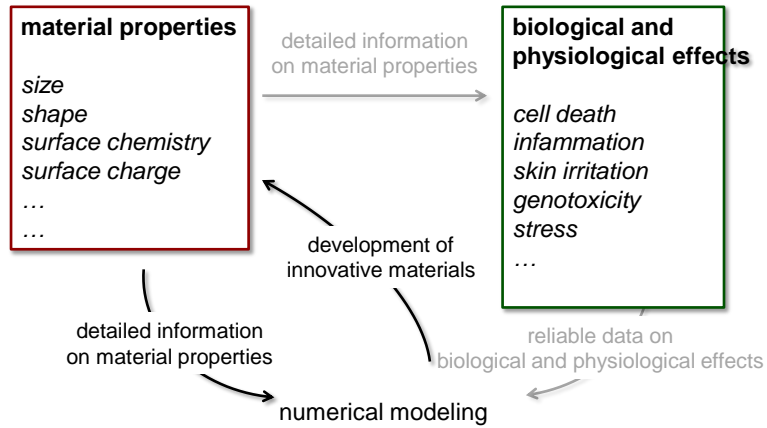 material properties
size
shape
surface chemistry
surface charge
…
…
detailed information
on material properties
biological and
physiological effects
cell death
infammation
skin irritation
genotoxicity
stress
…
development of
innovative materials
detailed information
on material properties
reliable data on
biological and physiological effects
numerical modeling